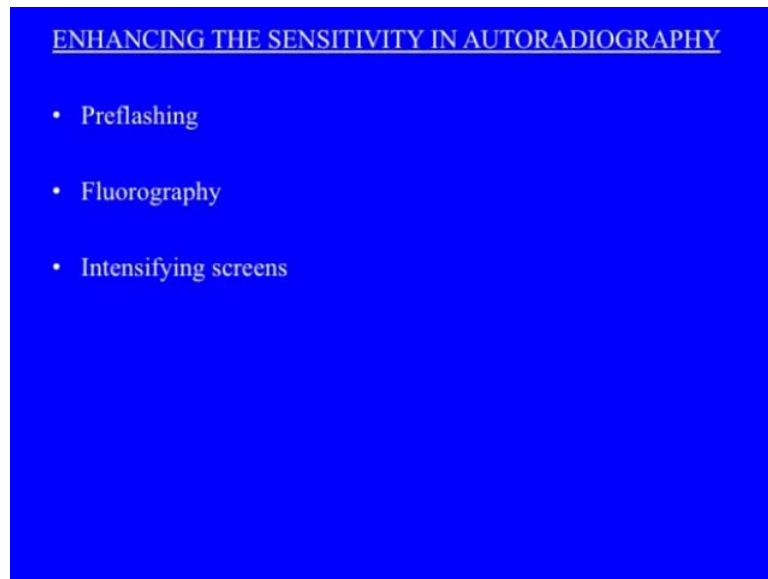 ENHANCING THE SENSITIVITY IN AUTORADIOGRAPHY
• Preflashing
• Fluorography
• Intensifying screens